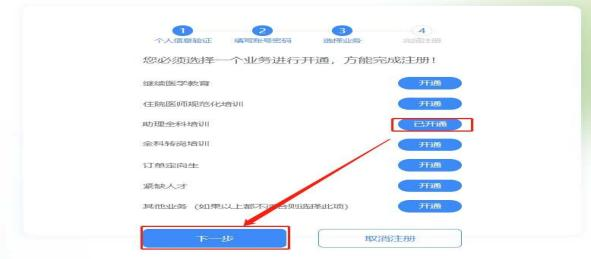 1 2 3 4
个人信息验证 填写账号密码 选择业务 完成注册
您必须选择一个业务进行开通，方能完成注册！
继续医学教育 开通
住院医师规范化培训 开通
助理全科培训 已开通
全科转岗培训 开通
订单定向生 开通
紧缺人才 开通
其他业务（如果以上都不适合则选择此项） 开通
下一步 取消注册